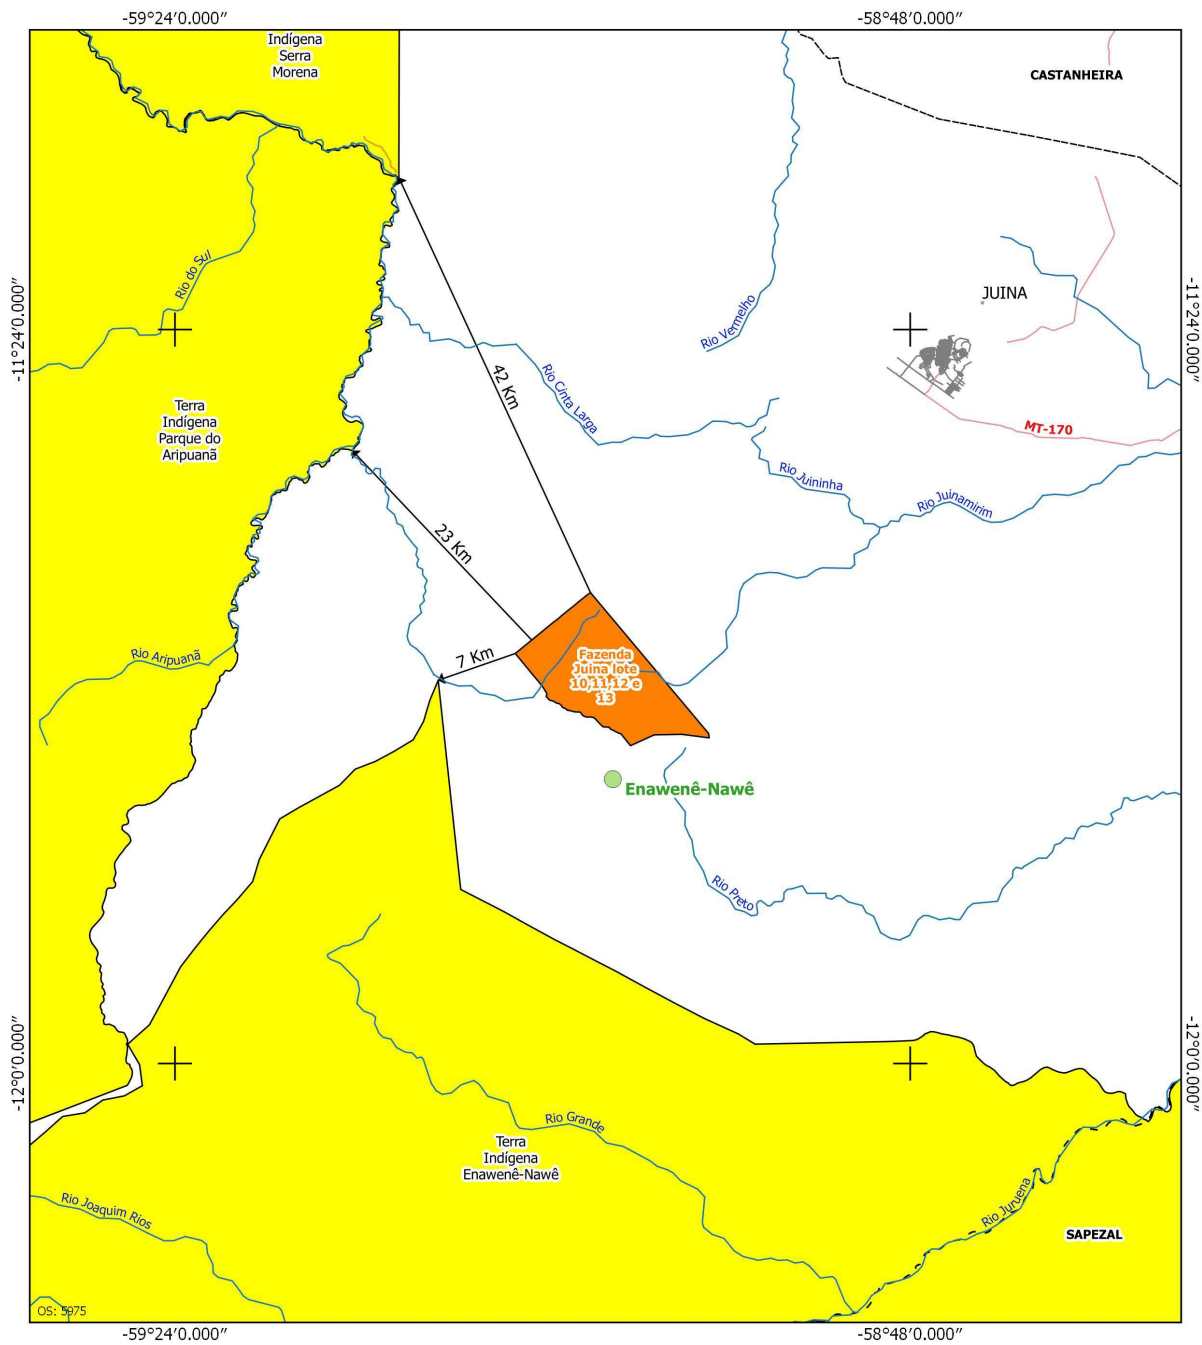 -59°24′0.000″
-58°48′0.000″
Indígena
Serra
Morena
CASTANHEIRA
Rio do Sul
-11°24′0.000″
-11°24′0.000″
JUINA
Rio Vermelho
Rio Cinta Larga
42 Km
Terra
Indígena
Parque do
Aripuanã
MT-170
Rio Juininha
Rio Juinamirim
23 Km
7 Km
Rio Aripuanã
Fazenda
Juina lote
10,11,12 e
13
Enawenê-Nawê
Rio Preto
-12°0′0.000″
-12°0′0.000″
Rio Grande
Terra
Indígena
Enawenê-Nawê
Rio Joaquim Rios
Rio Juruena
SAPEZAL
OS: 5975
-59°24′0.000″
-58°48′0.000″